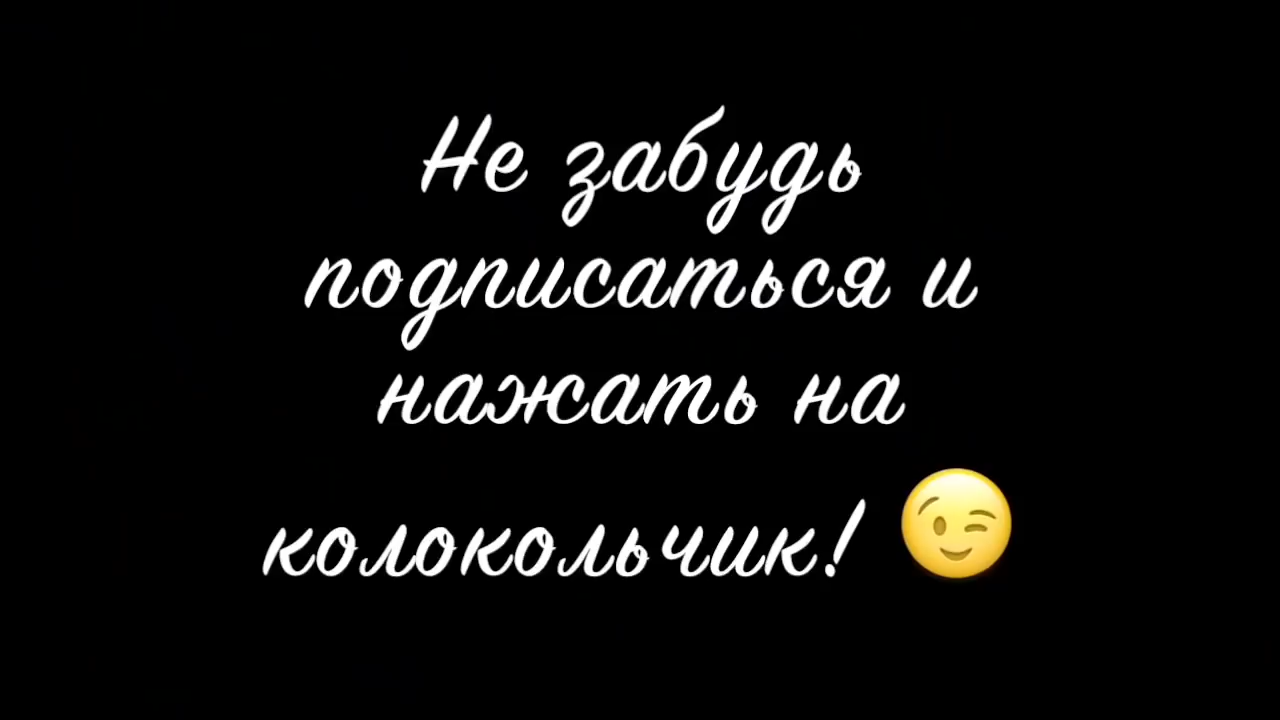 Не забудь
подписаться и
нажать на
колокольчик! 😉